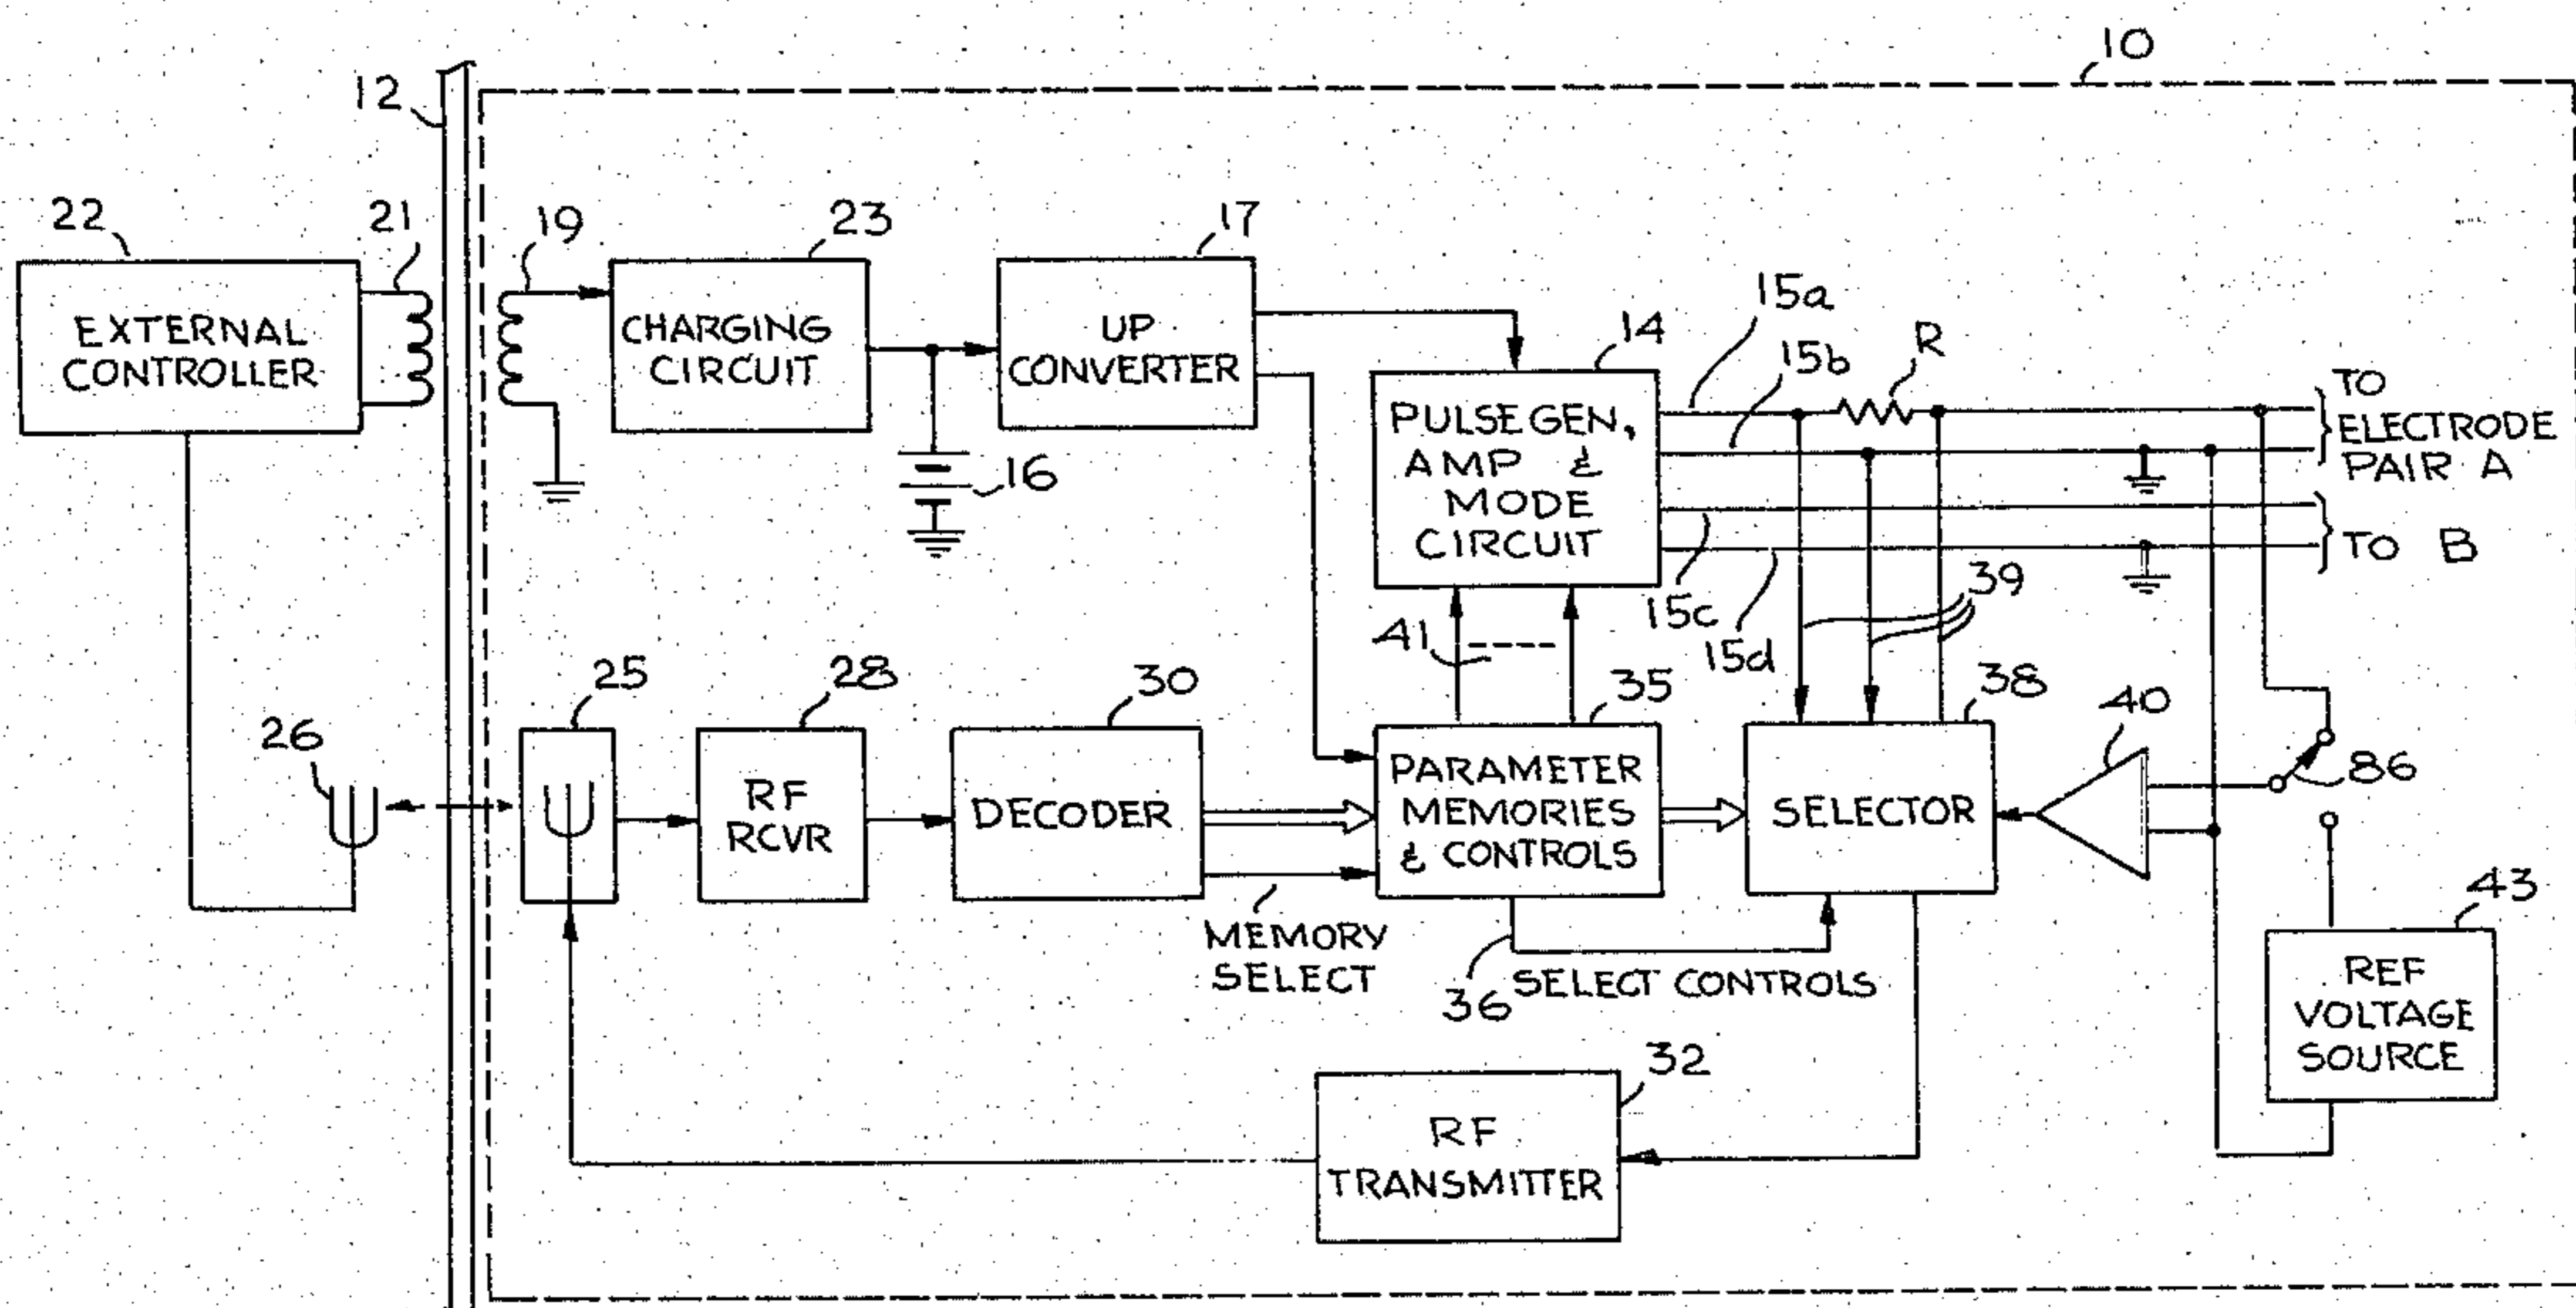 10
12
22
21
19
23
17
EXTERNAL
CONTROLLER
CHARGING
CIRCUIT
UP
CONVERTER
16
14
15a
15b
R
PULSE GEN,
AMP &
MODE
CIRCUIT
TO
ELECTRODE
PAIR A
TO B
15c
15d
39
41
26
25
28
30
35
38
40
86
RF
RCVR
DECODER
PARAMETER
MEMORIES
& CONTROLS
SELECTOR
MEMORY
SELECT
36
SELECT CONTROLS
43
REF
VOLTAGE
SOURCE
32
RF
TRANSMITTER